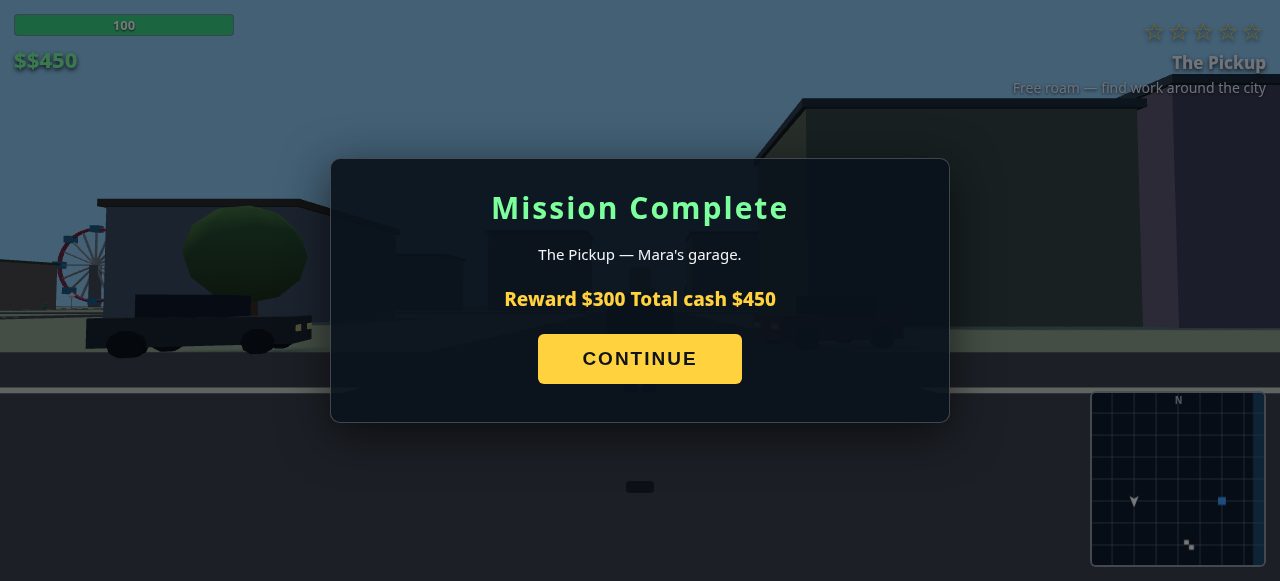 100
$$450
☆ ☆ ☆ ☆ ☆
The Pickup
Free roam — find work around the city
Mission Complete
The Pickup — Mara's garage.
Reward $300 Total cash $450
CONTINUE
N